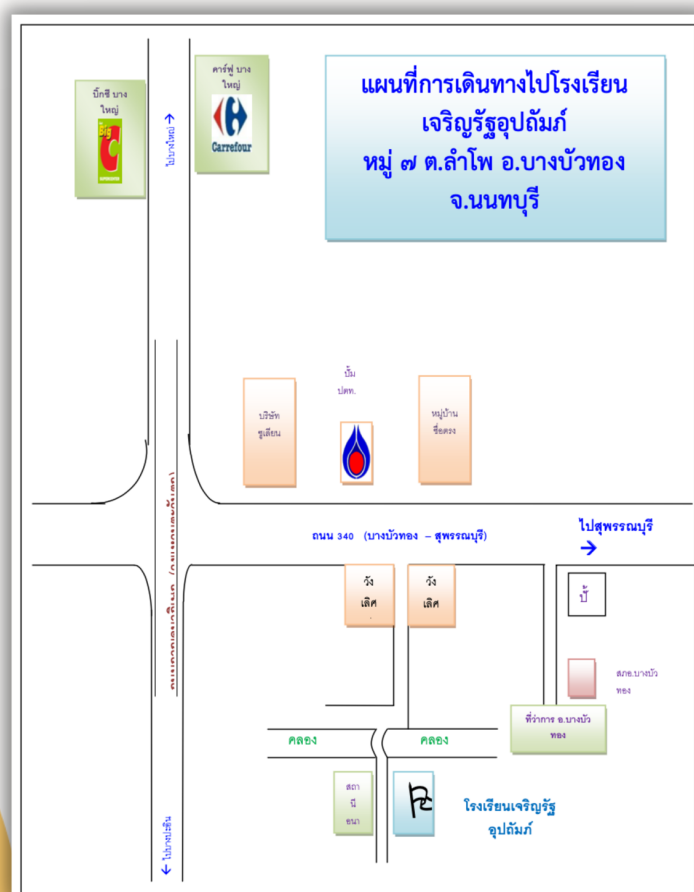 แผนที่การเดินทางไปโรงเรียน
เจริญรัฐอุปถัมภ์
หมู่ ๗ ต.ลำโพ อ.บางบัวทอง
จ.นนทบุรี
บิ๊กซี บาง
ใหญ่
Big
C
คาร์ฟู บาง
ใหญ่
Carrefour
ไปบางใหญ่ →
บริษัท
ซูเลียน
ปั้ม
ปตท.
หมู่บ้าน
ซื่อตรง
ถนน 340 (บางบัวทอง – สุพรรณบุรี)
ไปสุพรรณบุรี
→
วัง
เลิศ
วัง
เลิศ
ปั้
สภอ.บางบัว
ทอง
ที่ว่าการ อ.บางบัว
ทอง
คลอง
คลอง
สถา
นี
อนา
โรงเรียนเจริญรัฐ
อุปถัมภ์
← ไปบางปะอิน